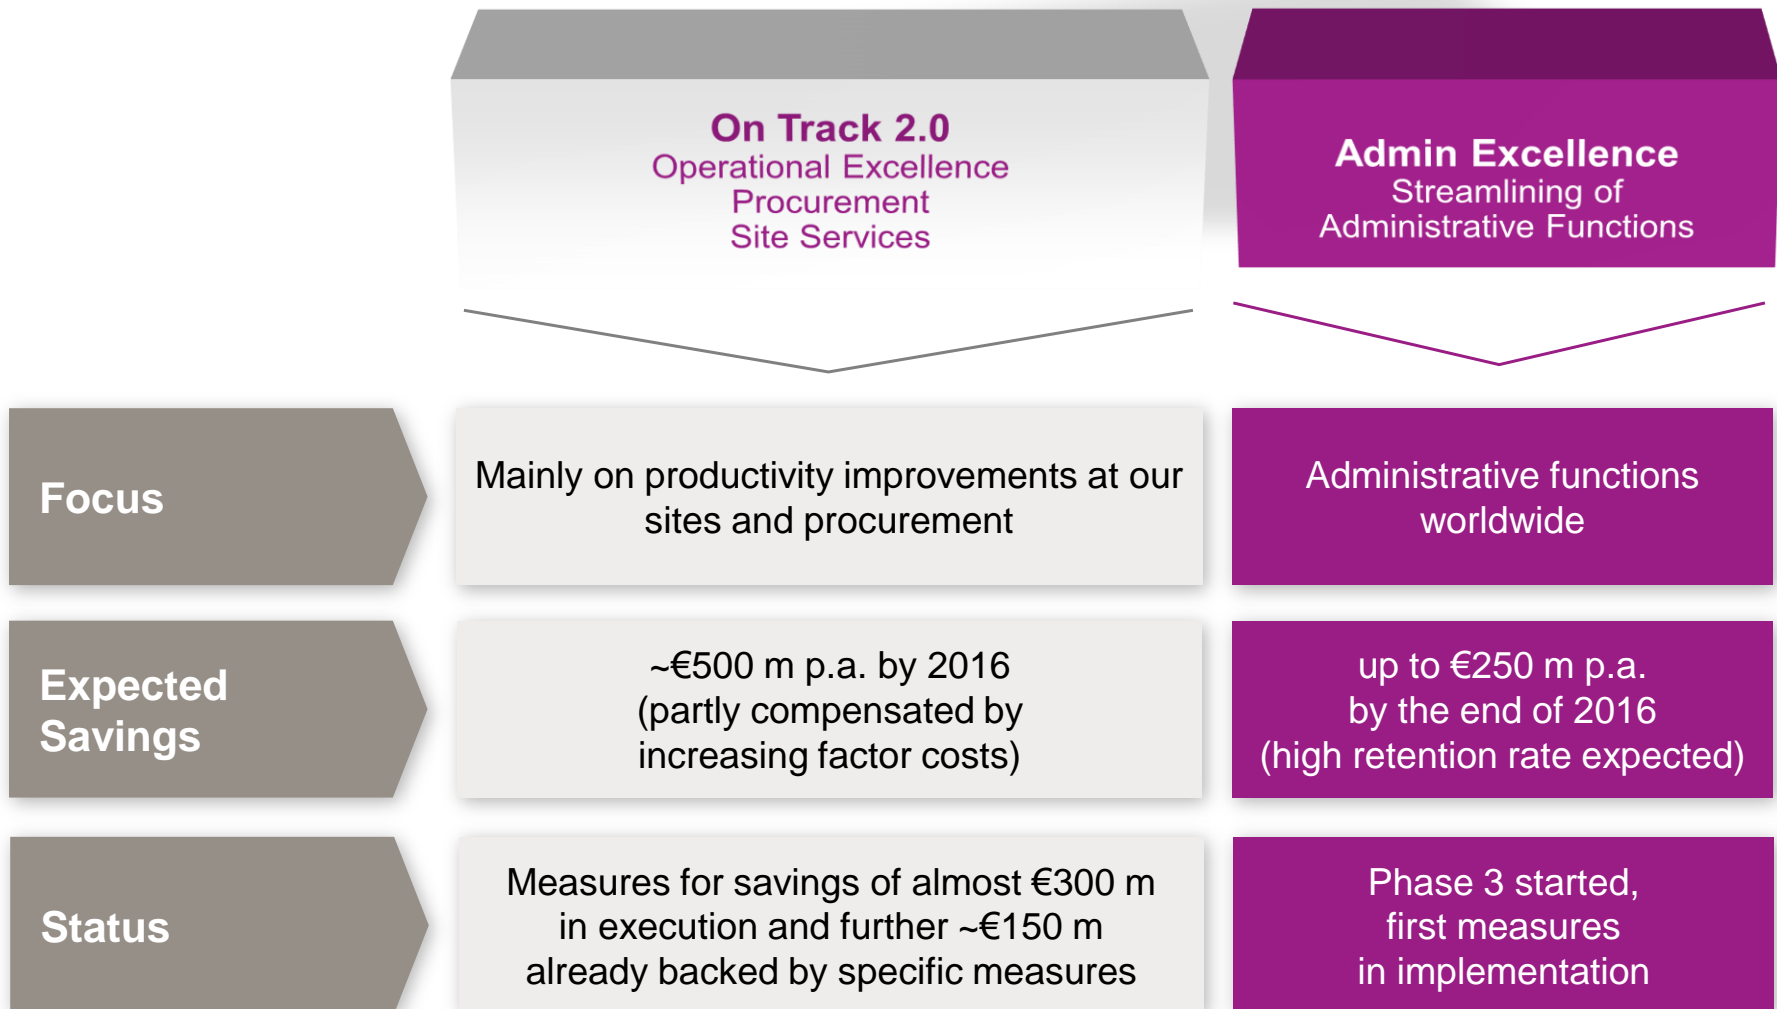 On Track 2.0
Operational Excellence
Procurement
Site Services
Admin Excellence
Streamlining of
Administrative Functions
Focus
Mainly on productivity improvements at our
sites and procurement
Administrative functions
worldwide
Expected
Savings
~€500 m p.a. by 2016
(partly compensated by
increasing factor costs)
up to €250 m p.a.
by the end of 2016
(high retention rate expected)
Status
Measures for savings of almost €300 m
in execution and further ~€150 m
already backed by specific measures
Phase 3 started,
first measures
in implementation